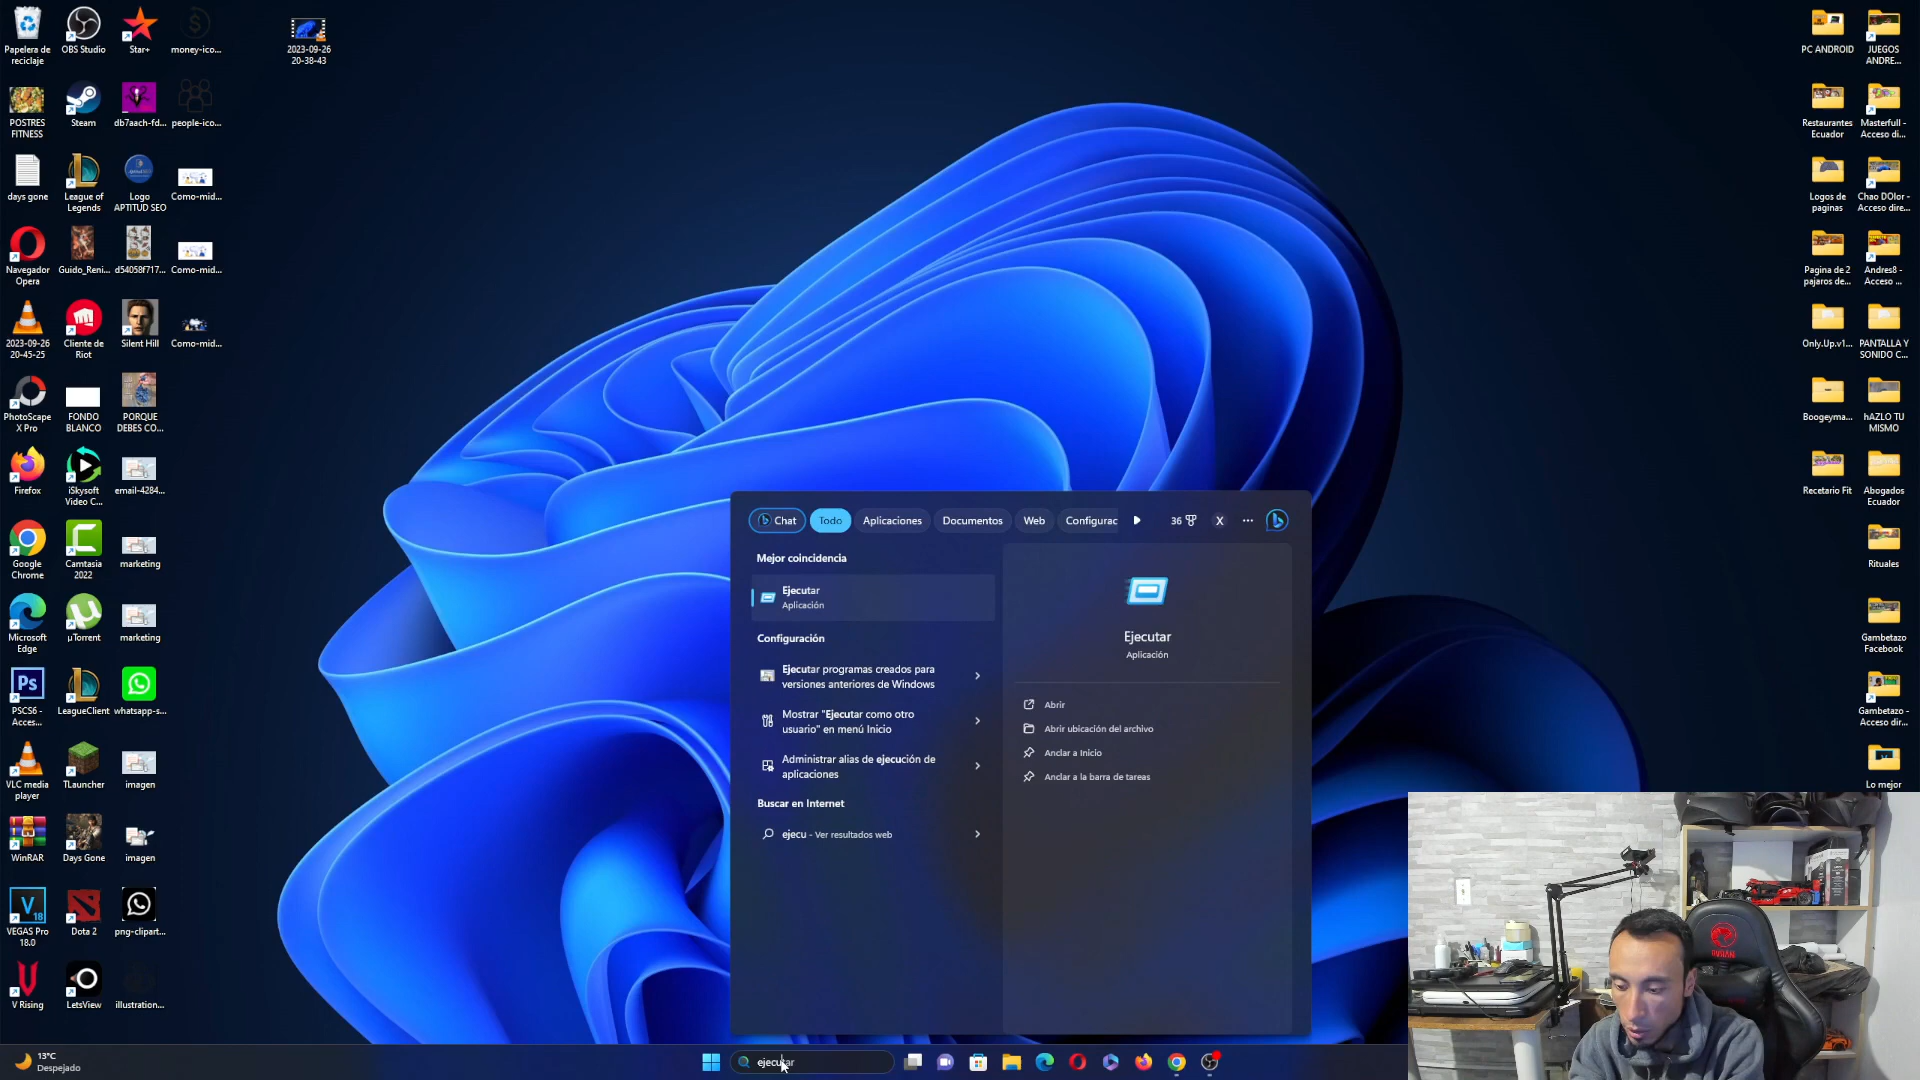 Papelera de
reciclaje
OBS Studio
Star+
money-ico...
2023-09-26
20-38-43
POSTRES
FITNESS
Steam
db7aach-fd...
people-ico...
days gone
League of
Legends
Logo
APTITUD SEO
Como-mid...
Navegador
Opera
Guido_Reni...
d54058f717...
Como-mid...
2023-09-26
20-45-25
Cliente de
Riot
Silent Hill
Como-mid...
PhotoScape
X Pro
FONDO
BLANCO
PORQUE
DEBES CO...
Firefox
iSkysoft
Video C...
email-4284...
Google
Chrome
Camtasia
2022
marketing
Microsoft
Edge
µTorrent
marketing
PSCS6 -
Acces...
LeagueClient
whatsapp-s...
VLC media
player
TLauncher
imagen
WinRAR
Days Gone
imagen
VEGAS Pro
18.0
Dota 2
png-clipart...
V Rising
LetsView
illustration...
PC ANDROID
JUEGOS
ANDRE...
Restaurantes
Ecuador
Masterfull -
Acceso di...
Logos de
paginas
Chao DOlor -
Acceso dire...
Pagina de 2
pajaros de...
Andres8 -
Acceso ...
Only.Up.v1...
PANTALLA Y
SONIDO C...
Boogeyma...
hAZLO TU
MISMO
Recetario Fit
Abogados
Ecuador
Rituales
Gambetazo
Facebook
Gambetazo -
Acceso dir...
Lo mejor
Chat
Todo
Aplicaciones
Documentos
Web
Configurac
36
X
Mejor coincidencia
Ejecutar
Aplicación
Configuración
Ejecutar programas creados para
versiones anteriores de Windows
Mostrar "Ejecutar como otro
usuario" en menú Inicio
Administrar alias de ejecución de
aplicaciones
Buscar en Internet
ejecu - Ver resultados web
Ejecutar
Aplicación
Abrir
Abrir ubicación del archivo
Anclar a Inicio
Anclar a la barra de tareas
13°C
Despejado
ejecutar